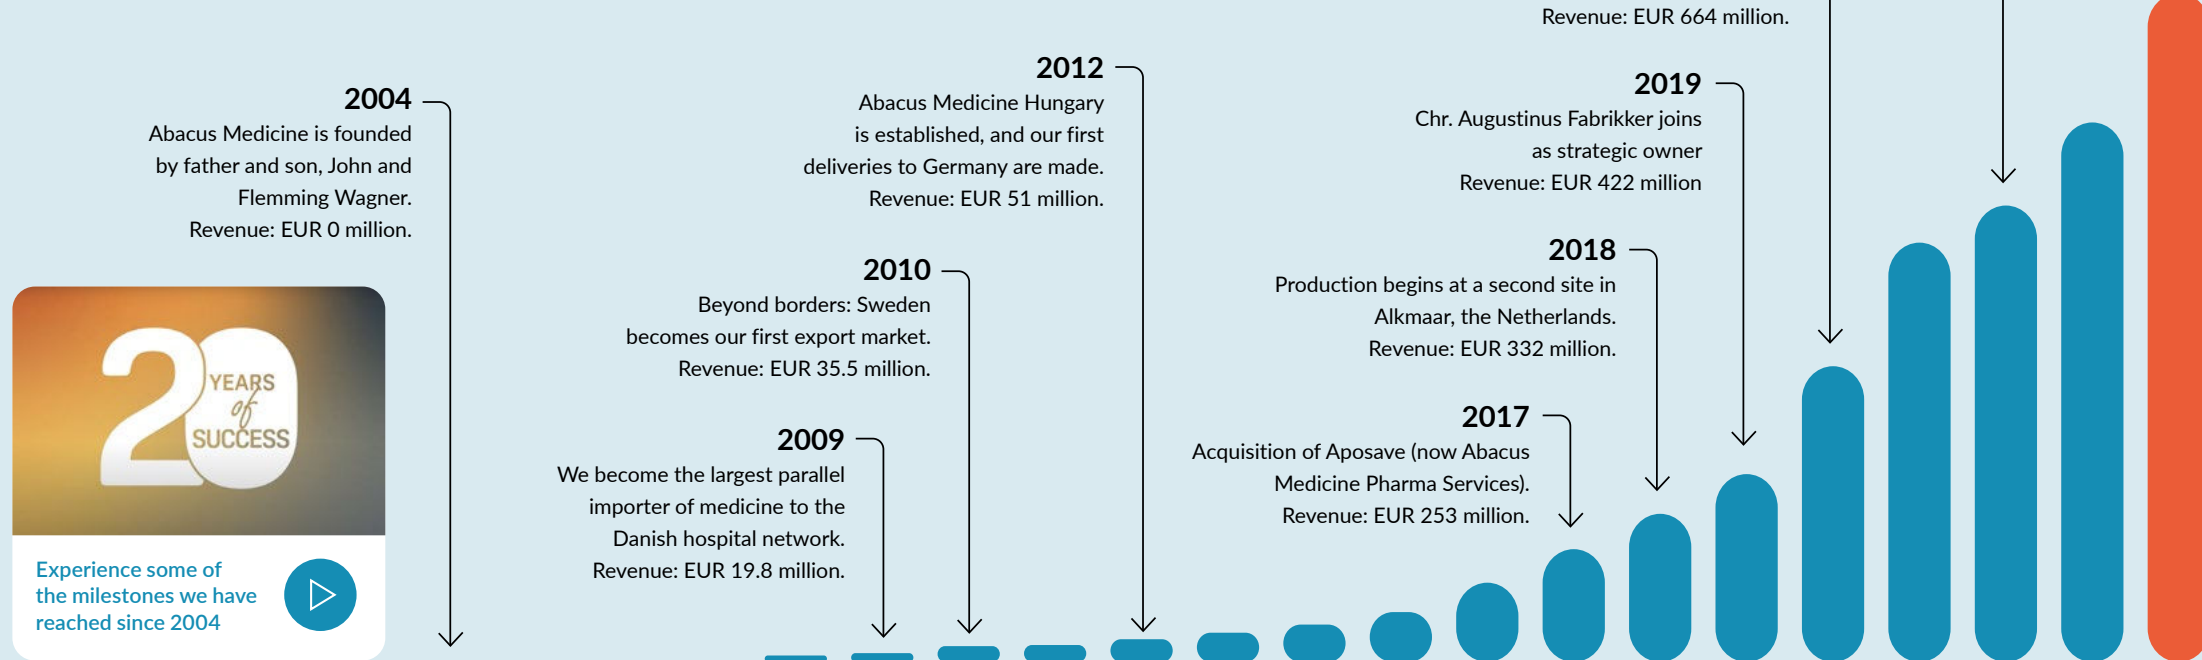 Revenue: EUR 664 million.
2004
Abacus Medicine is founded
by father and son, John and
Flemming Wagner.
Revenue: EUR 0 million.
20
YEARS
of
SUCCESS
Experience some of
the milestones we have
reached since 2004
2009
We become the largest parallel
importer of medicine to the
Danish hospital network.
Revenue: EUR 19.8 million.
2010
Beyond borders: Sweden
becomes our first export market.
Revenue: EUR 35.5 million.
2012
Abacus Medicine Hungary
is established, and our first
deliveries to Germany are made.
Revenue: EUR 51 million.
2017
Acquisition of Aposave (now Abacus
Medicine Pharma Services).
Revenue: EUR 253 million.
2018
Production begins at a second site in
Alkmaar, the Netherlands.
Revenue: EUR 332 million.
2019
Chr. Augustinus Fabrikker joins
as strategic owner
Revenue: EUR 422 million